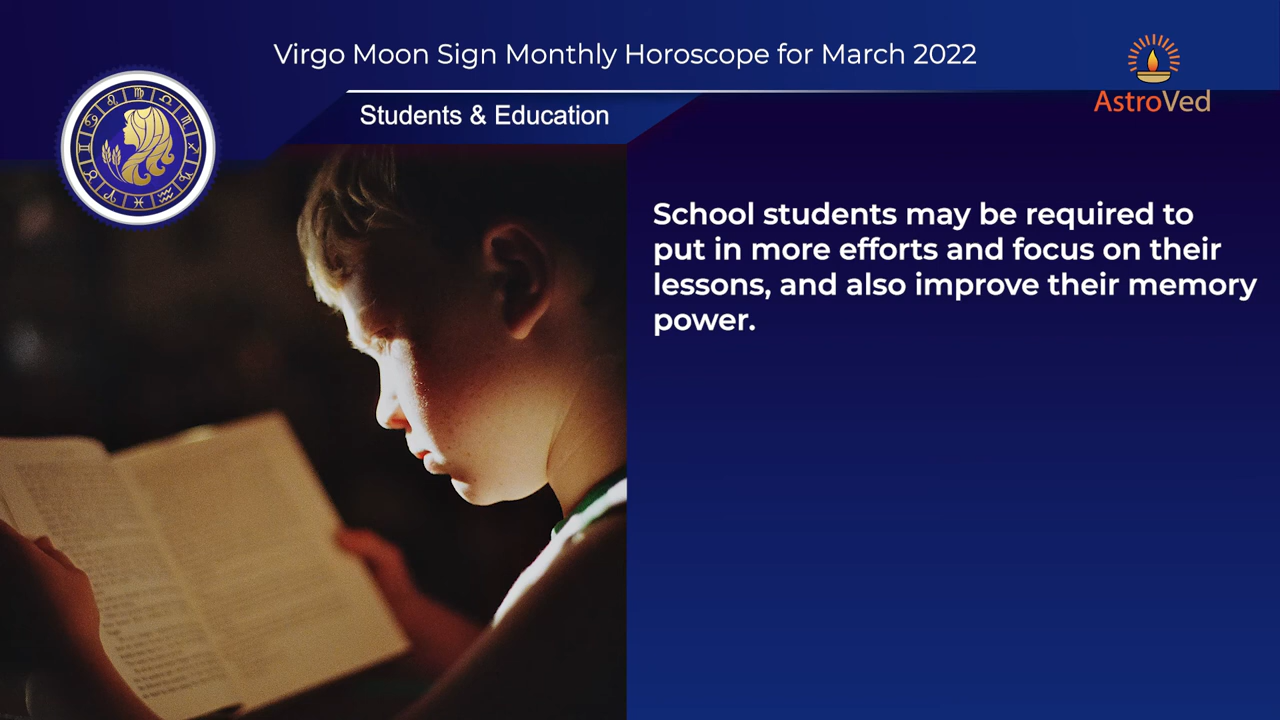 Virgo Moon Sign Monthly Horoscope for March 2022
AstroVed
Students & Education
School students may be required to
put in more efforts and focus on their
lessons, and also improve their memory
power.